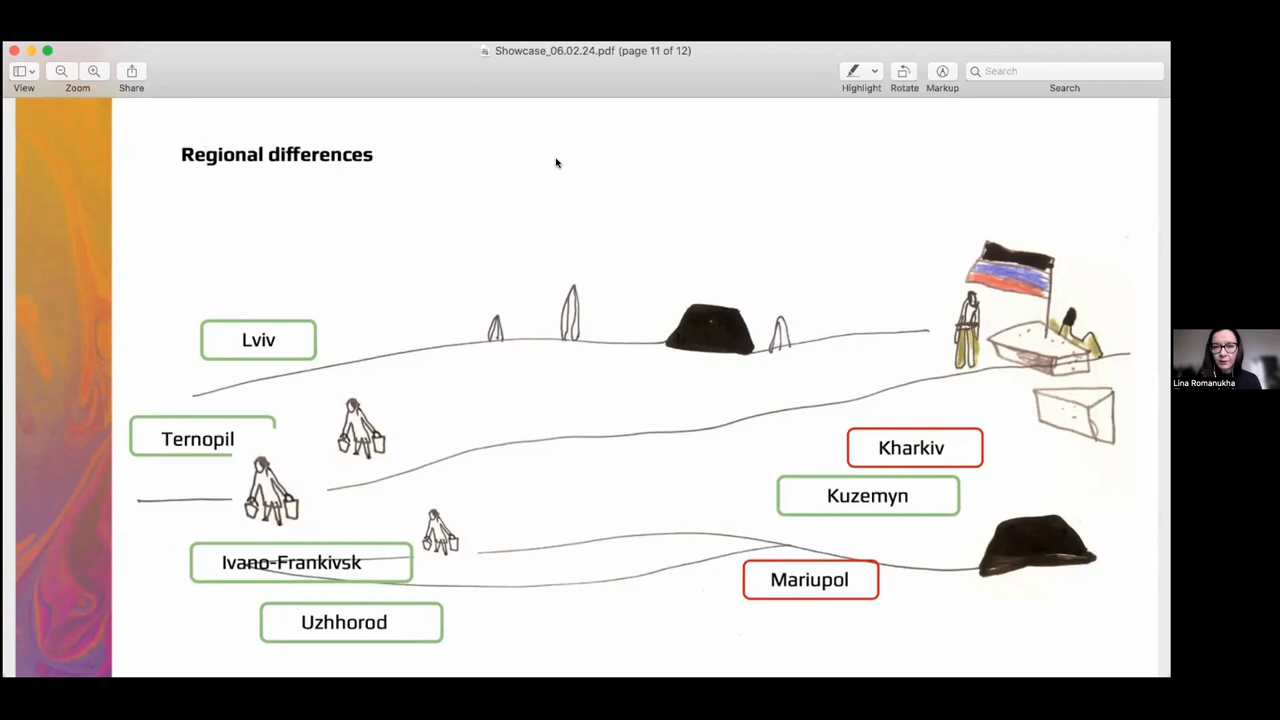 Showcase_06.02.24.pdf (page 11 of 12)
View
Zoom
Share
Highlight
Rotate
Markup
Search
Search
Regional differences
Lviv
Ternopil
Kharkiv
Kuzemyn
Ivano-Frankivsk
Mariupol
Uzhhorod
Lina Romanukha